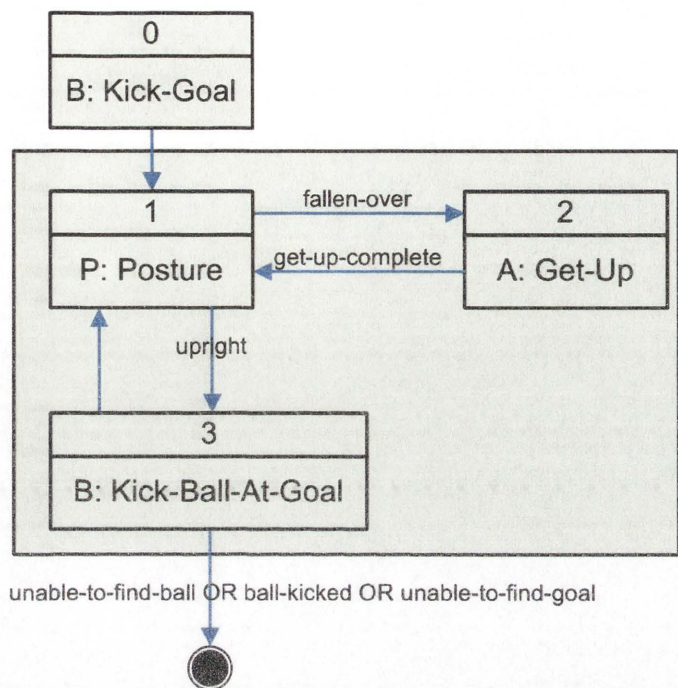 0
B: Kick-Goal
1
fallen-over
2
P: Posture
get-up-complete
A: Get-Up
upright
3
B: Kick-Ball-At-Goal
unable-to-find-ball OR ball-kicked OR unable-to-find-goal